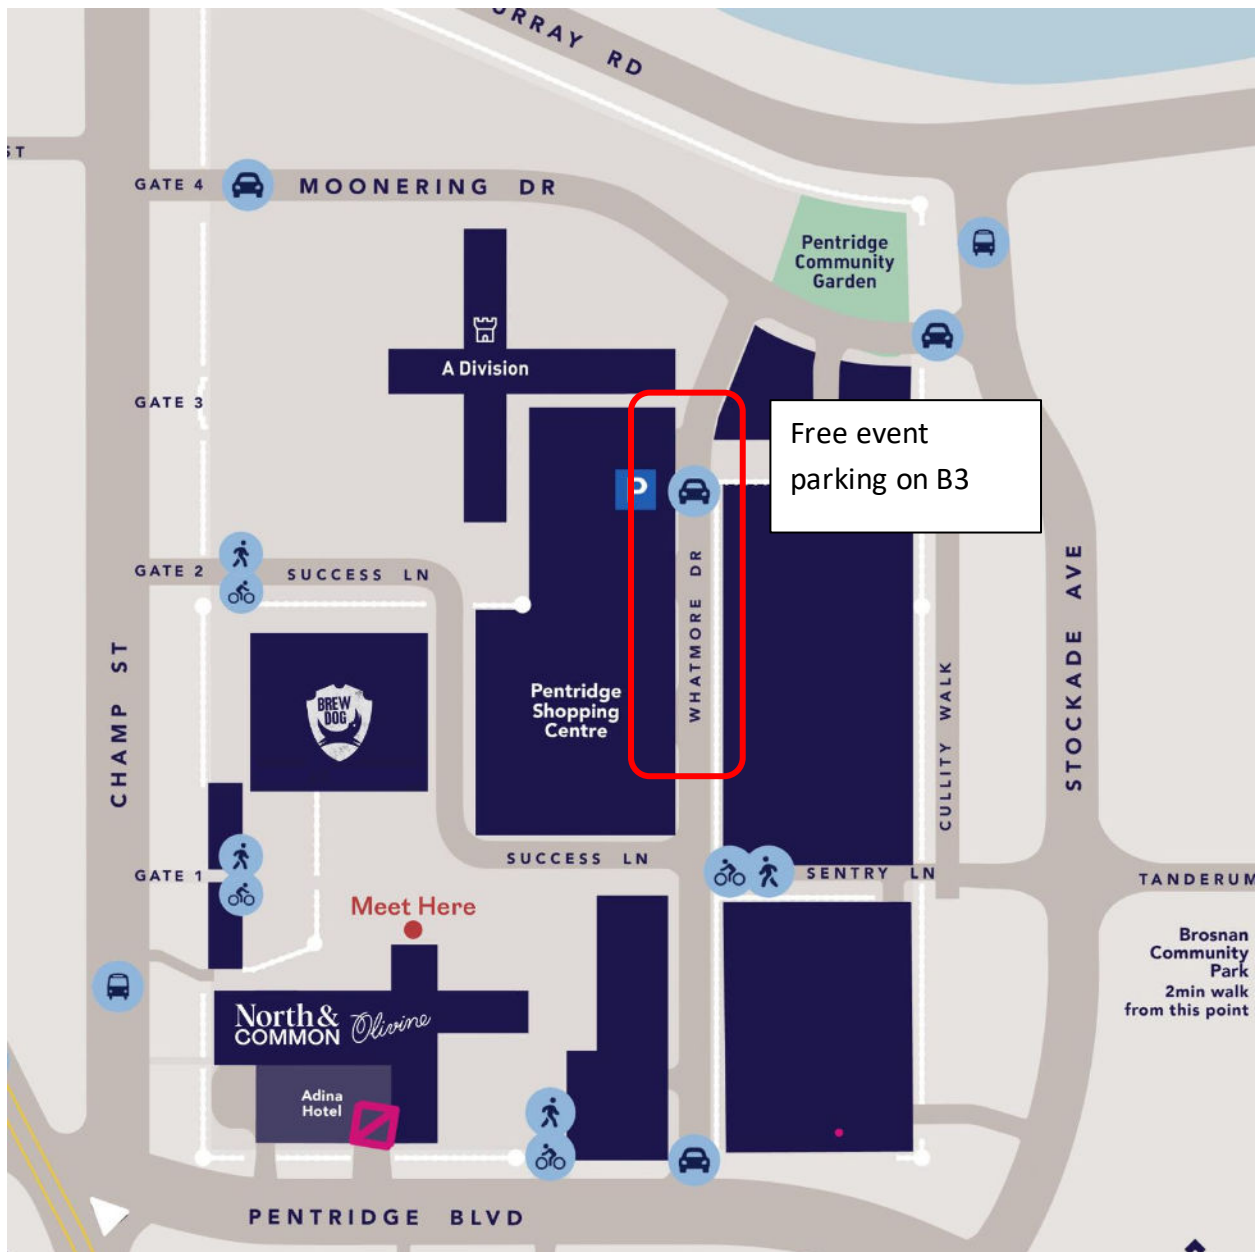 URRAY RD
ST
GATE 4
MOONERING DR
Pentridge
Community
Garden
A Division
GATE 3
Free event
parking on B3
P
GATE 2
SUCCESS LN
WHATMORE DR
STOCKADE AVE
CHAMP ST
BREW
DOG
Pentridge
Shopping
Centre
CULLITY WALK
SUCCESS LN
GATE 1
SENTRY LN
TANDERUM
Meet Here
Brosnan
Community
Park
2min walk
from this point
North &
COMMON
Olivine
Adina
Hotel
PENTRIDGE BLVD